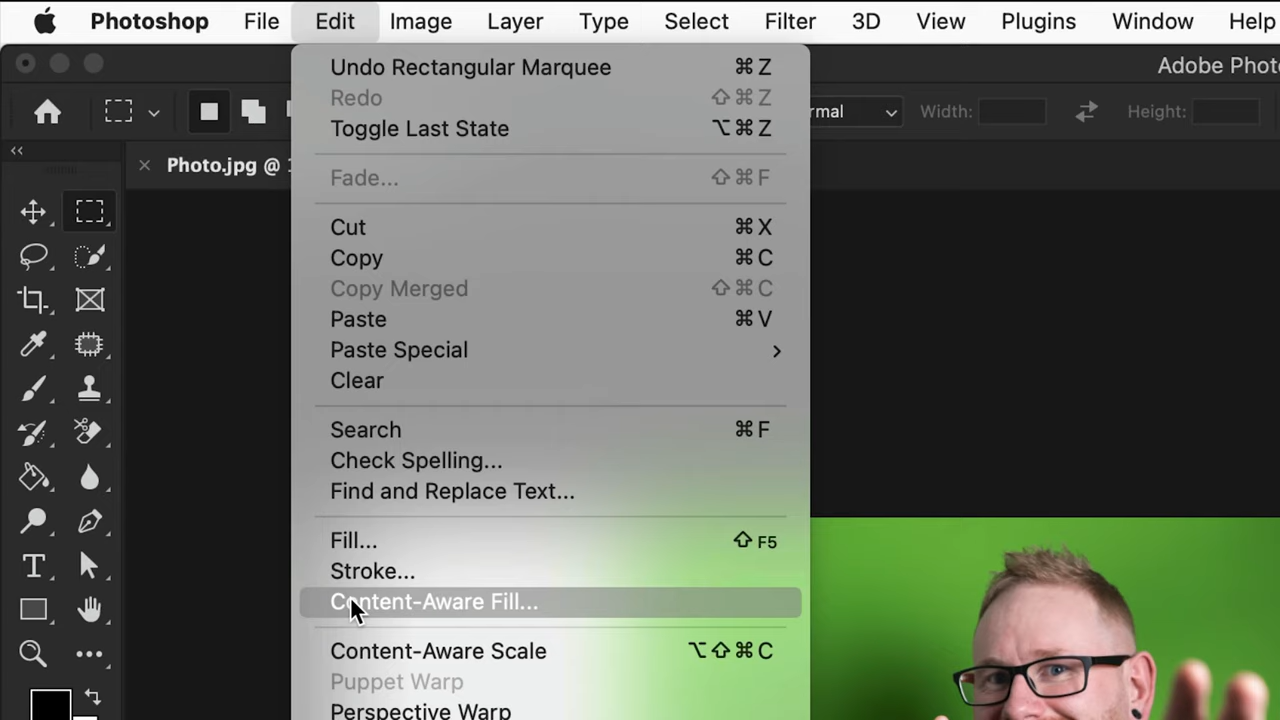 Photoshop File Edit Image Layer Type Select Filter 3D View Plugins Window Help
Adobe Phot
rmal Width: Height:
Photo.jpg @ 1
Undo Rectangular Marquee ⌘ Z
Redo ⇧ ⌘ Z
Toggle Last State ⌥ ⌘ Z
Fade... ⇧ ⌘ F
Cut ⌘ X
Copy ⌘ C
Copy Merged ⇧ ⌘ C
Paste ⌘ V
Paste Special
Clear
Search ⌘ F
Check Spelling...
Find and Replace Text...
Fill... ⇧ F5
Stroke...
Content-Aware Fill...
Content-Aware Scale ⌥ ⇧ ⌘ C
Puppet Warp
Perspective Warp